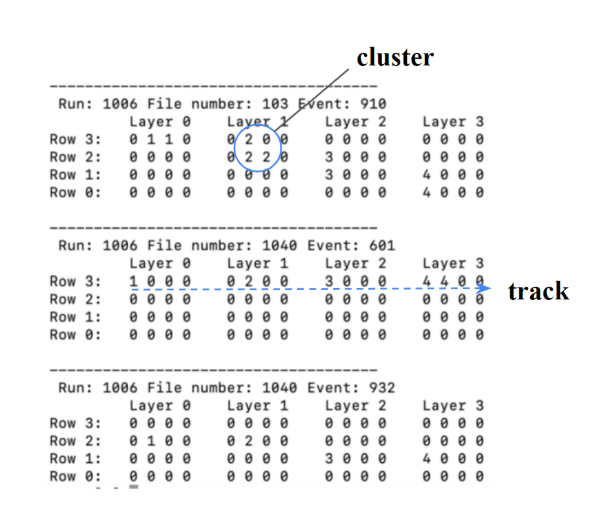 cluster
--------------------------------------
Run: 1006 File number: 103 Event: 910
Layer 0 Layer 1 Layer 2 Layer 3
Row 3: 0 1 1 0 0 2 0 0 0 0 0 0 0 0 0 0
Row 2: 0 0 0 0 0 2 2 0 3 0 0 0 0 0 0 0
Row 1: 0 0 0 0 0 0 0 0 3 0 0 0 4 0 0 0
Row 0: 0 0 0 0 0 0 0 0 0 0 0 0 4 0 0 0
--------------------------------------
Run: 1006 File number: 1040 Event: 601
Layer 0 Layer 1 Layer 2 Layer 3
Row 3: 1 0 0 0 0 2 0 0 3 0 0 0 4 4 0 0
track
Row 2: 0 0 0 0 0 0 0 0 0 0 0 0 0 0 0 0
Row 1: 0 0 0 0 0 0 0 0 0 0 0 0 0 0 0 0
Row 0: 0 0 0 0 0 0 0 0 0 0 0 0 0 0 0 0
--------------------------------------
Run: 1006 File number: 1040 Event: 932
Layer 0 Layer 1 Layer 2 Layer 3
Row 3: 0 0 0 0 0 0 0 0 0 0 0 0 0 0 0 0
Row 2: 0 1 0 0 0 2 0 0 0 0 0 0 0 0 0 0
Row 1: 0 0 0 0 0 0 0 0 3 0 0 0 4 0 0 0
Row 0: 0 0 0 0 0 0 0 0 0 0 0 0 0 0 0 0